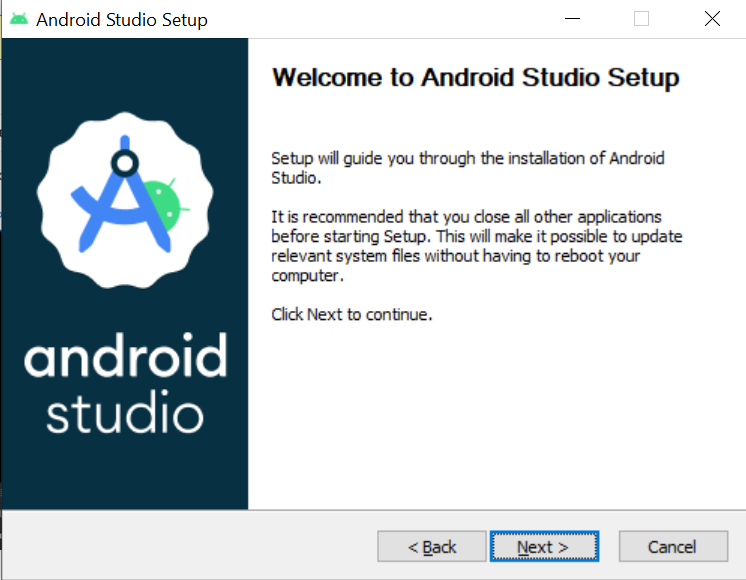 Android Studio Setup
Welcome to Android Studio Setup
Setup will guide you through the installation of Android
Studio.
It is recommended that you close all other applications
before starting Setup. This will make it possible to update
relevant system files without having to reboot your
computer.
Click Next to continue.
android
studio
< Back
Next >
Cancel